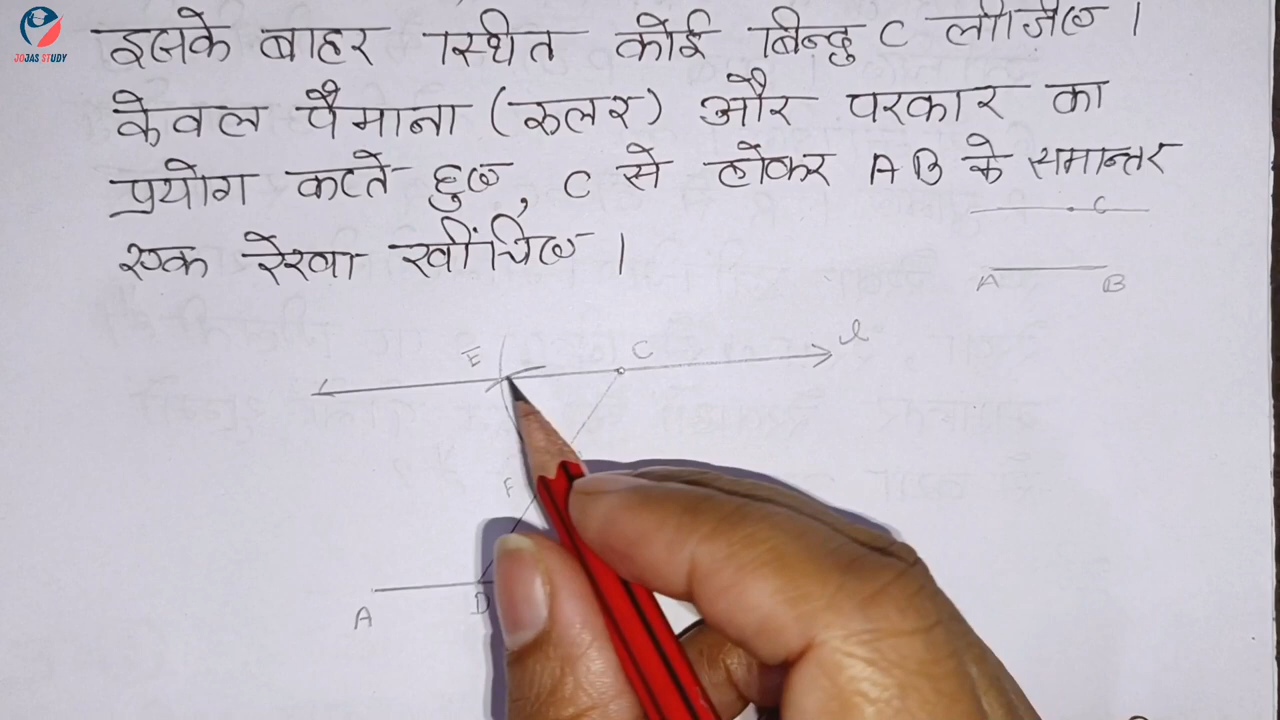 JOJAS STUDY
इसके बाहर स्थित कोई बिन्दु C लीजिए।
केवल पैमाना (रुलर) और परकार का
प्रयोग करते हुए, C से होकर AB के समान्तर
एक रेखा खींचिए।
C
A B
E C l
F
A D